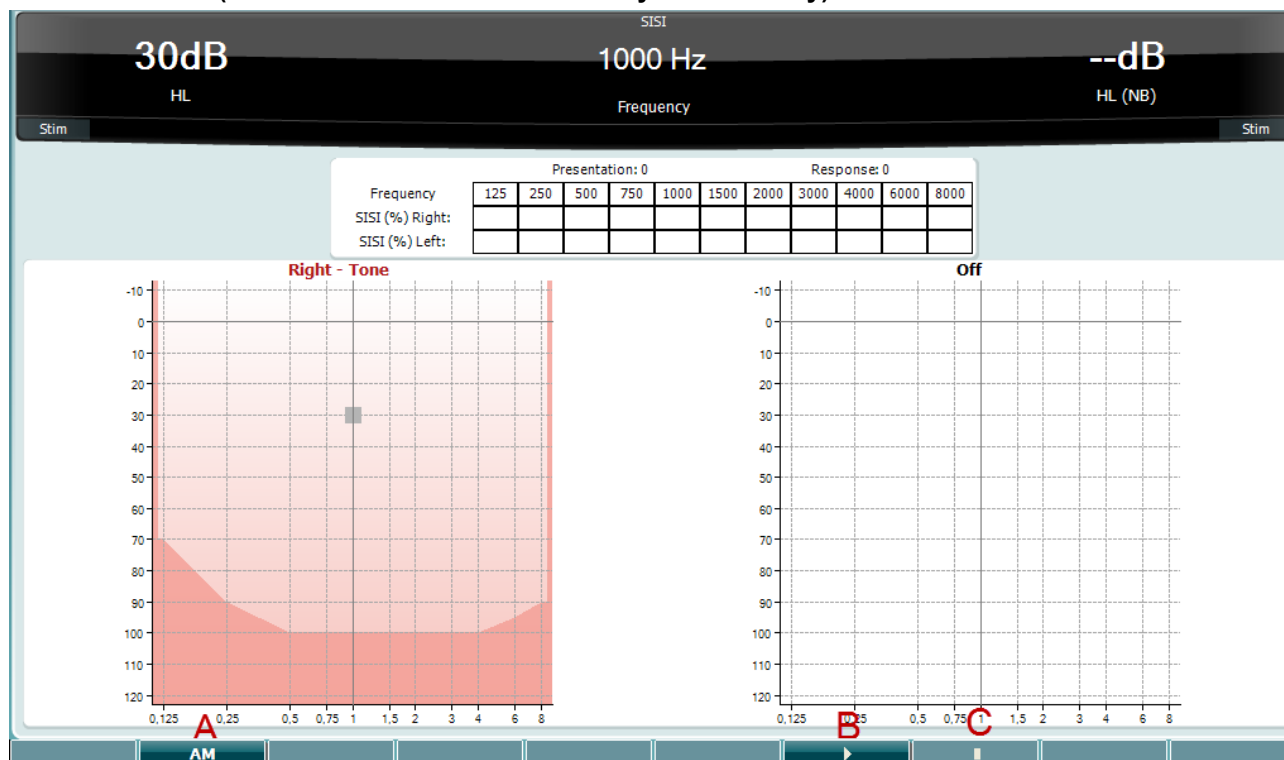 SISI
30dB 1000 Hz --dB
HL Frequency HL (NB)
Stim Stim
Presentation: 0 Response: 0
Frequency 125 250 500 750 1000 1500 2000 3000 4000 6000 8000
SISI (%) Right:
SISI (%) Left:
Right - Tone Off
-10 -10
0 0
10 10
20 20
30 30
40 40
50 50
60 60
70 70
80 80
90 90
100 100
110 110
120 120
0,125 0,25 0,5 0,75 1 1,5 2 3 4 6 8 0,125 0,25 0,5 0,75 1 1,5 2 3 4 6 8
A B C
AM